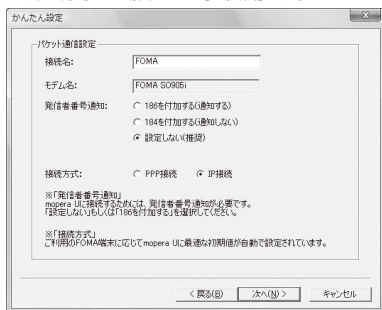 かんたん設定
パケット通信設定
接続名: FOMA
モデム名: FOMA SO905i
発信者番号通知: 186を付加する(通知する)
184を付加する(通知しない)
設定しない(推奨)
接続方式: PPP接続 IP接続
※「発信者番号通知」
mopera Uに接続するためには、発信者番号通知が必要です。
「設定しない」もしくは「186を付加する」を選択してください。
※「接続方式」
ご利用のFOMA端末に応じてmopera Uに最適な初期値が自動で設定されています。
< 戻る(B) 次へ(N) > キャンセル